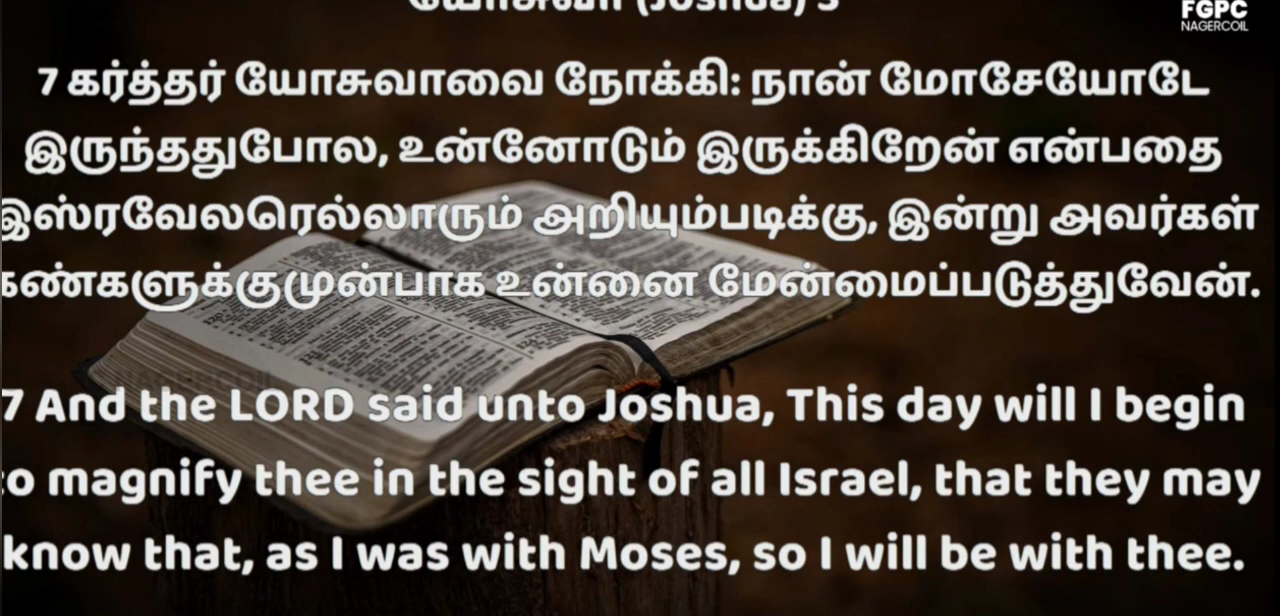 யோசுவா (Joshua) 3
FGPC
NAGERCOIL
7 கர்த்தர் யோசுவாவை நோக்கி: நான் மோசேயோடே
இருந்ததுபோல, உன்னோடும் இருக்கிறேன் என்பதை
இஸ்ரவேலரெல்லாரும் அறியும்படிக்கு, இன்று அவர்கள்
கண்களுக்குமுன்பாக உன்னை மேன்மைப்படுத்துவேன்.
7 And the LORD said unto Joshua, This day will I begin
to magnify thee in the sight of all Israel, that they may
know that, as I was with Moses, so I will be with thee.